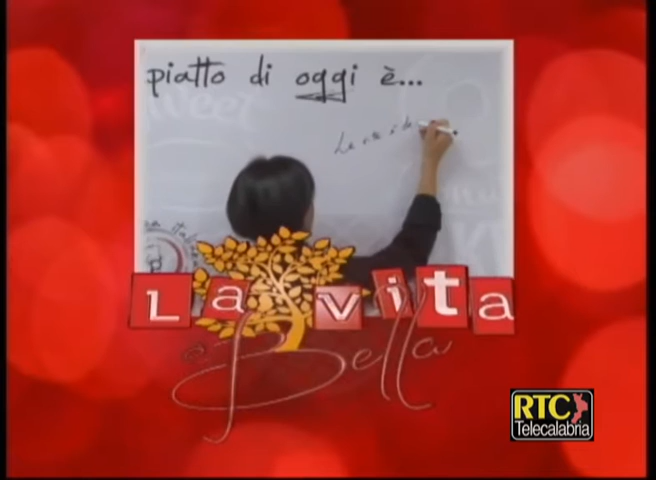 piatto di oggi è...
La vita
è Bella
RTC
Telecalabria